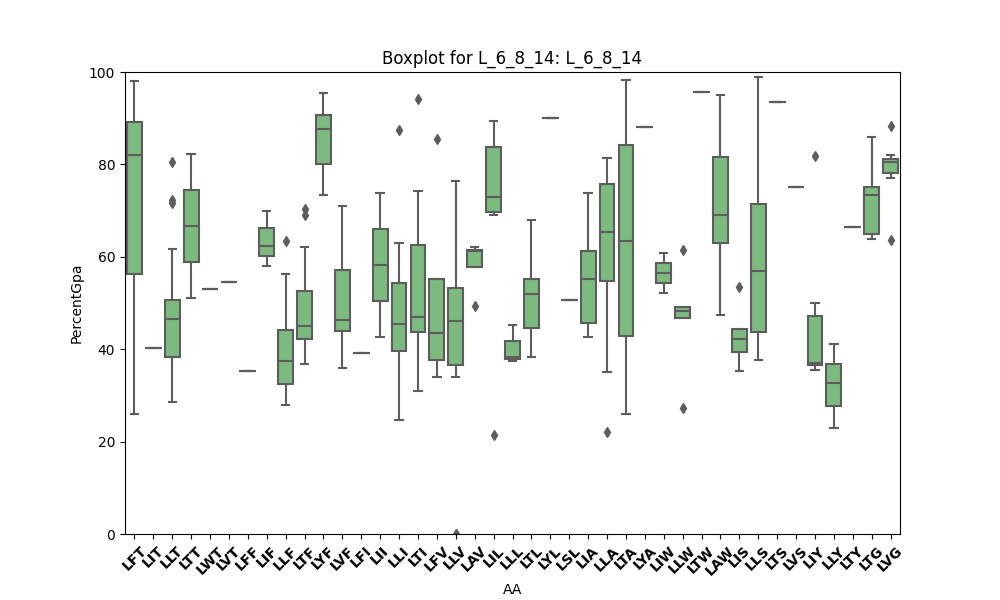 Boxplot for L_6_8_14: L_6_8_14
100
80
60
40
20
0
PercentGpa
LFT LIT LLT LTT LWT LVT LFF LIF LLF LTF LYF LVF LFI LII LLI LTI LFV LLV LAV LIL LLL LTL LYL LSL LIA LLA LTA LYA LIW LLW LTW LAW LIS LLS LTS LVS LIY LLY LTY LTG LVG
AA